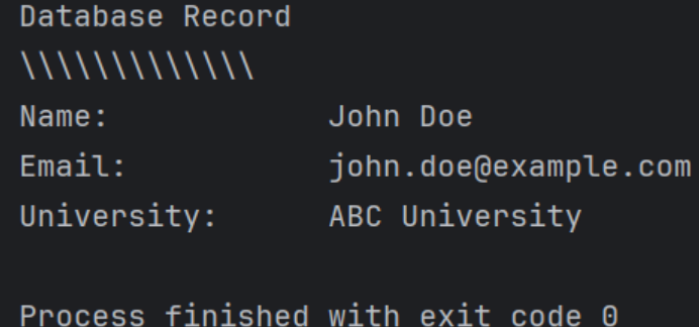 Database Record
\\\\\\\\\\\\\
Name: John Doe
Email: john.doe@example.com
University: ABC University
Process finished with exit code 0